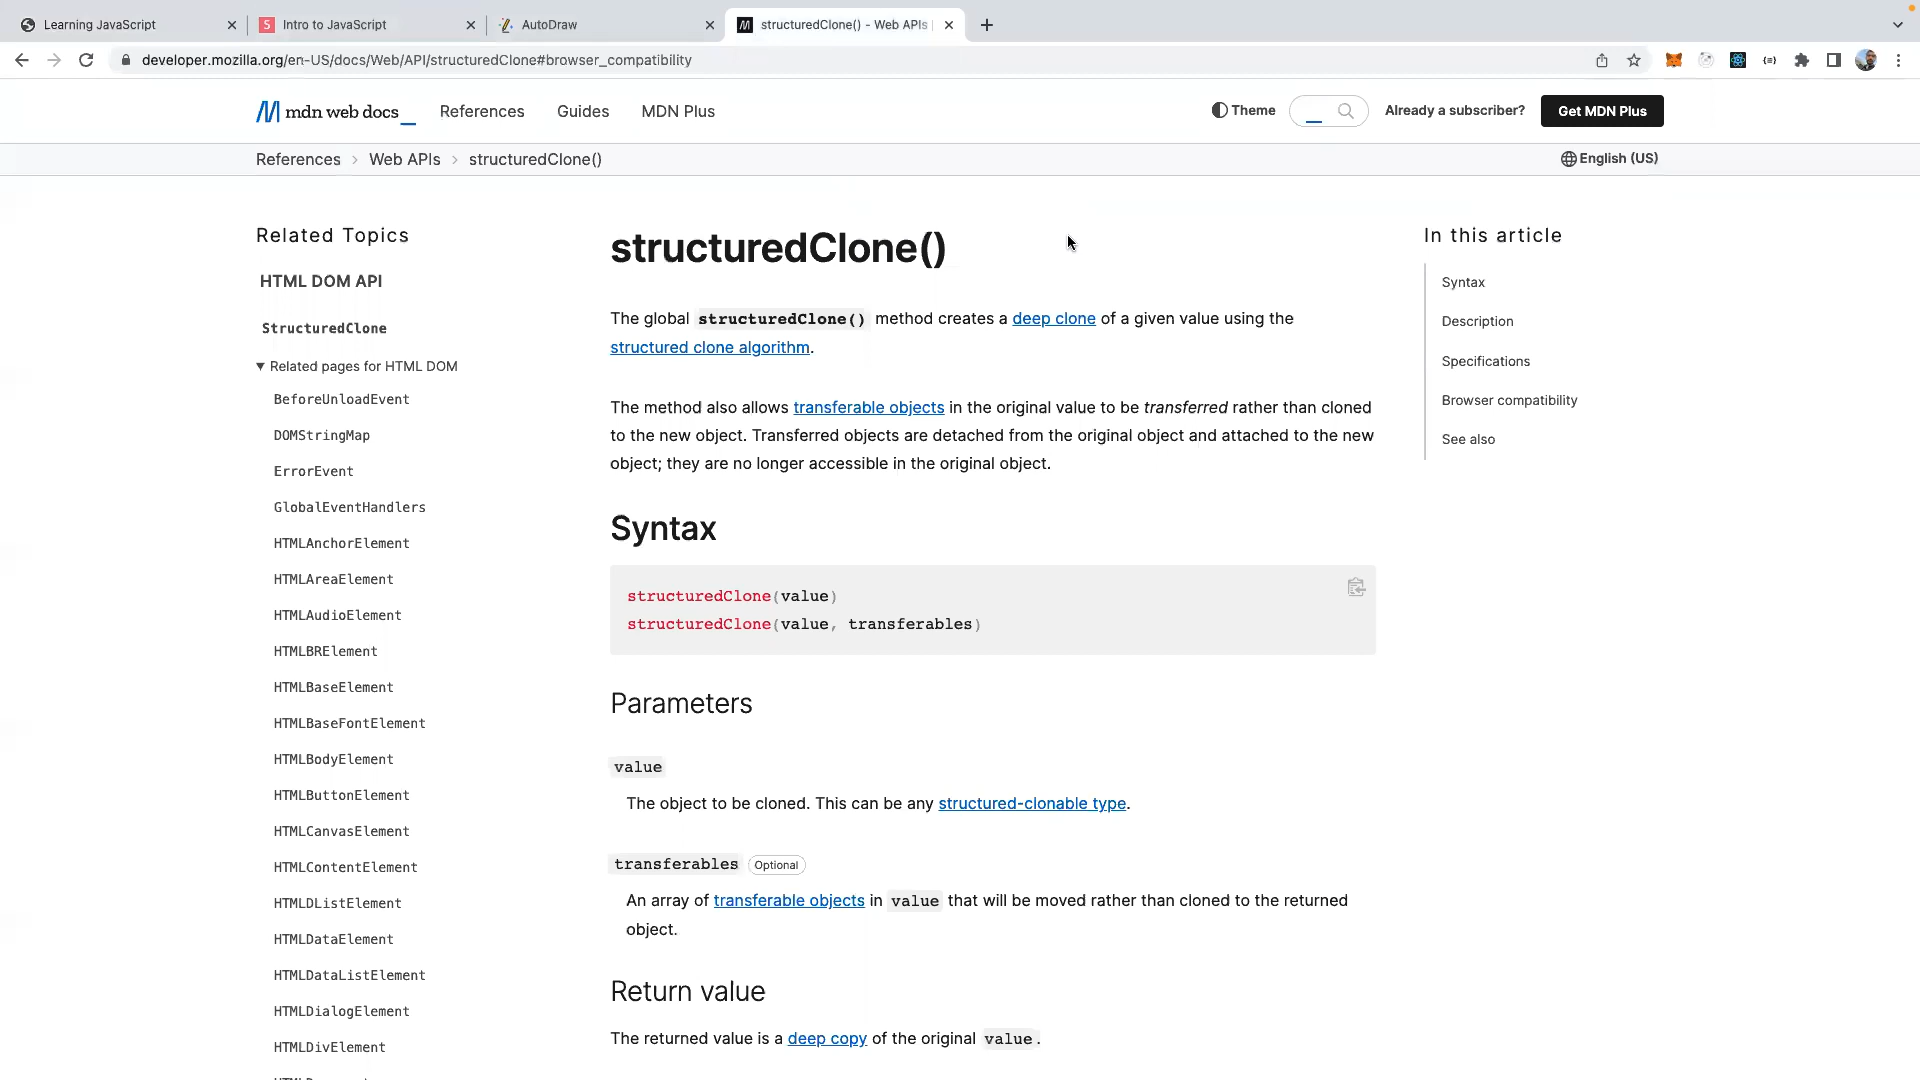 Learning JavaScript
Intro to JavaScript
AutoDraw
structuredClone() - Web APIs |
developer.mozilla.org/en-US/docs/Web/API/structuredClone#browser_compatibility
mdn web docs_
References
Guides
MDN Plus
Theme
Already a subscriber?
Get MDN Plus
References > Web APIs > structuredClone()
English (US)
Related Topics
HTML DOM API
StructuredClone
Related pages for HTML DOM
BeforeUnloadEvent
DOMStringMap
ErrorEvent
GlobalEventHandlers
HTMLAnchorElement
HTMLAreaElement
HTMLAudioElement
HTMLBRElement
HTMLBaseElement
HTMLBaseFontElement
HTMLBodyElement
HTMLButtonElement
HTMLCanvasElement
HTMLContentElement
HTMLDListElement
HTMLDataElement
HTMLDataListElement
HTMLDialogElement
HTMLDivElement
structuredClone()
The global structuredClone() method creates a deep clone of a given value using the
structured clone algorithm.
The method also allows transferable objects in the original value to be transferred rather than cloned
to the new object. Transferred objects are detached from the original object and attached to the new
object; they are no longer accessible in the original object.
Syntax
structuredClone(value)
structuredClone(value, transferables)
Parameters
value
The object to be cloned. This can be any structured-clonable type.
transferables Optional
An array of transferable objects in value that will be moved rather than cloned to the returned
object.
Return value
The returned value is a deep copy of the original value.
In this article
Syntax
Description
Specifications
Browser compatibility
See also